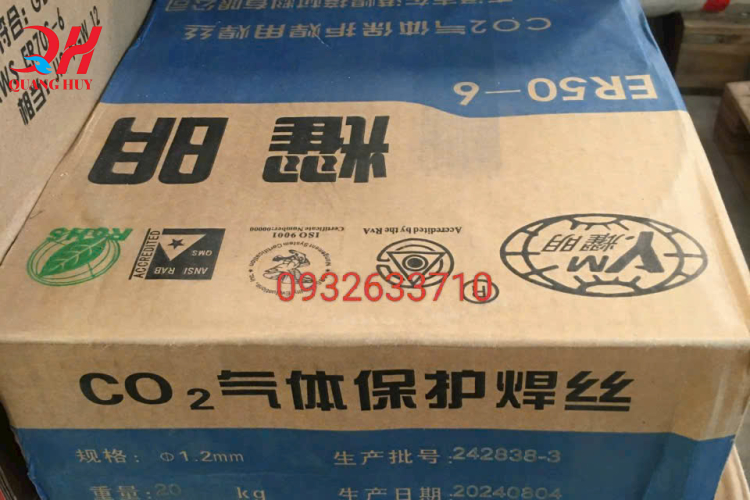 QH
QUANG HUY
CO2气体保护焊用焊丝
ER50-6
耀明
YM
耀明
R
Accredited by the RvA
ISO 9001
Certificate Number:00000
ACCREDITED
ANSI RAB
QMS
ROHS
0932633710
CO2气体保护焊丝
规格: Φ1.2mm 生产批号: 242838-3
重量: 20 kg 生产日期: 20240804